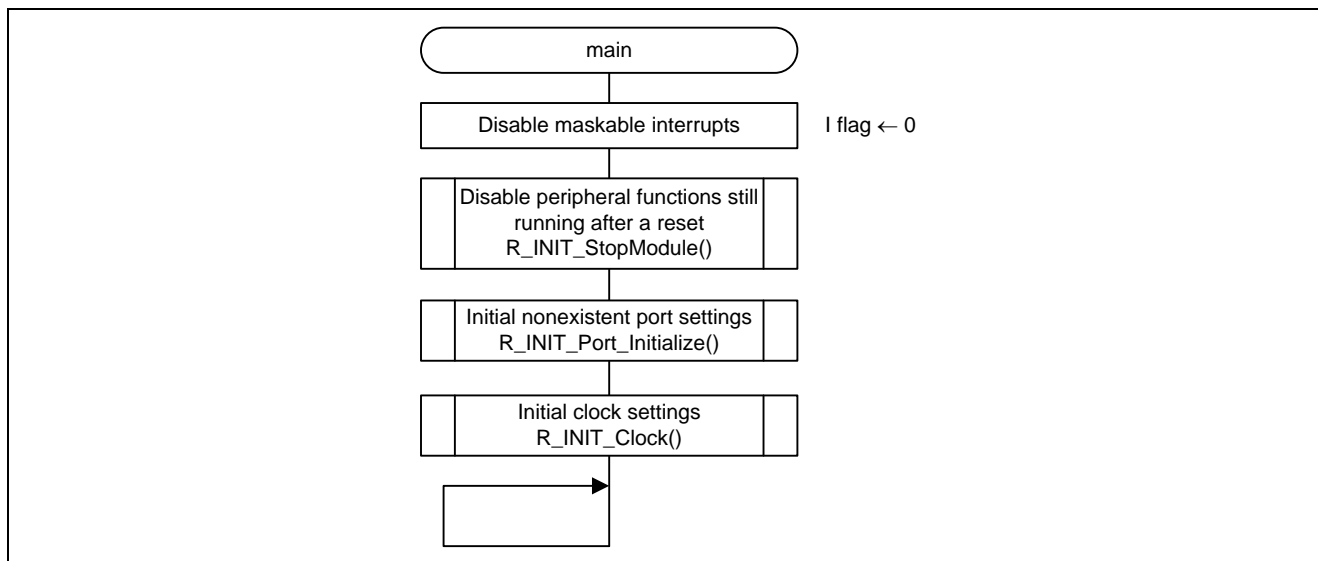 main
Disable maskable interrupts
I flag ← 0
Disable peripheral functions still
running after a reset
R_INIT_StopModule()
Initial nonexistent port settings
R_INIT_Port_Initialize()
Initial clock settings
R_INIT_Clock()